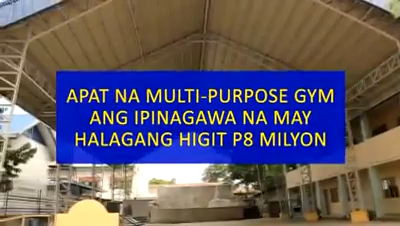 APAT NA MULTI-PURPOSE GYM
ANG IPINAGAWA NA MAY
HALAGANG HIGIT P8 MILYON